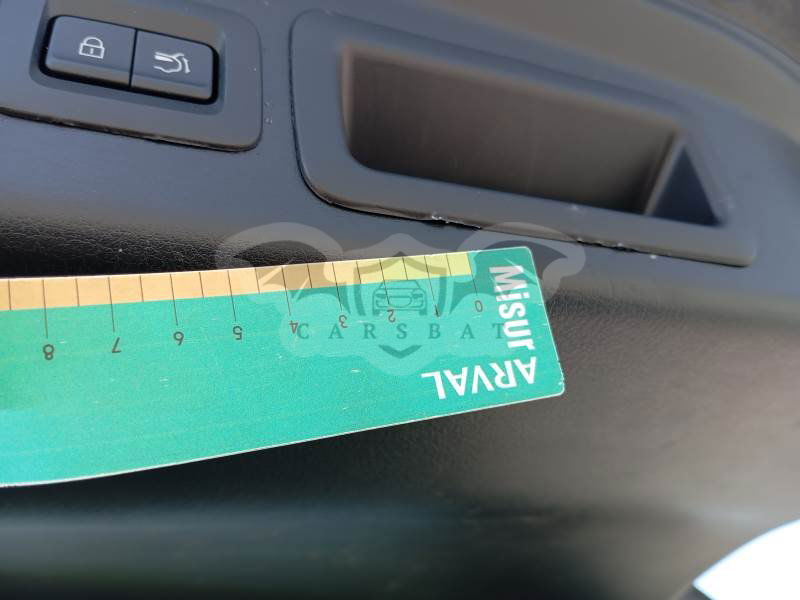 8 7 6 5 4 3 2 1 0
Misur
ARVAL
CARSBAT